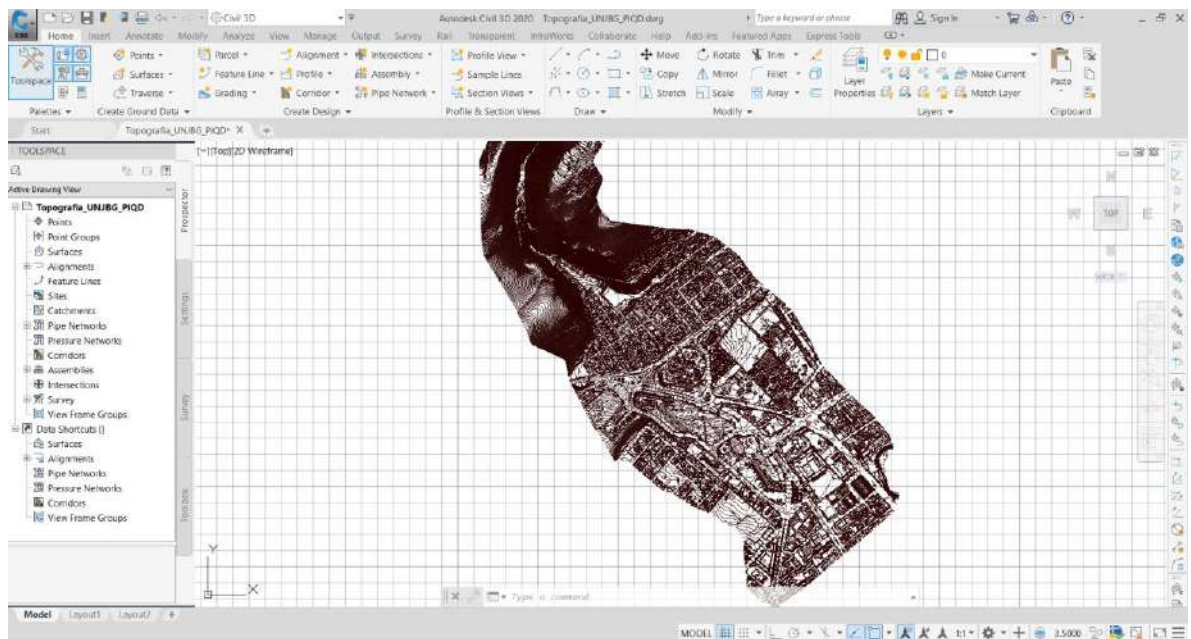 Civil 3D
Autodesk Civil 3D 2020 Topografia_UNJBG_PIQD.dwg
Type a keyword or phrase
Sign In
Home Insert Annotate Modify Analyze View Manage Output Survey Rail Transparent InfraWorks Collaborate Help Add-ins Featured Apps Express Tools
Toolspace
Points
Surfaces
Traverse
Parcel
Feature Line
Grading
Alignment
Profile
Corridor
Intersections
Assembly
Pipe Network
Profile View
Sample Lines
Section Views
Move
Copy
Stretch
Rotate
Mirror
Scale
Trim
Fillet
Array
Layer
Properties
0
Make Current
Match Layer
Paste
Palettes
Create Ground Data
Create Design
Profile & Section Views
Draw
Modify
Layers
Clipboard
Start
Topografia_UNJBG_PIQD*
TOOLSPACE
Active Drawing View
Topografia_UNJBG_PIQD
Points
Point Groups
Surfaces
Alignments
Feature Lines
Sites
Catchments
Pipe Networks
Pressure Networks
Corridors
Assemblies
Intersections
Survey
View Frame Groups
Data Shortcuts []
Surfaces
Alignments
Pipe Networks
Pressure Networks
Corridors
View Frame Groups
Prospector
Settings
Survey
Toolbox
[-][Top][2D Wireframe]
TOP
W
E
Y
X
Type a command
Model Layout1 Layout2 +
MODEL
1:1
3.5000